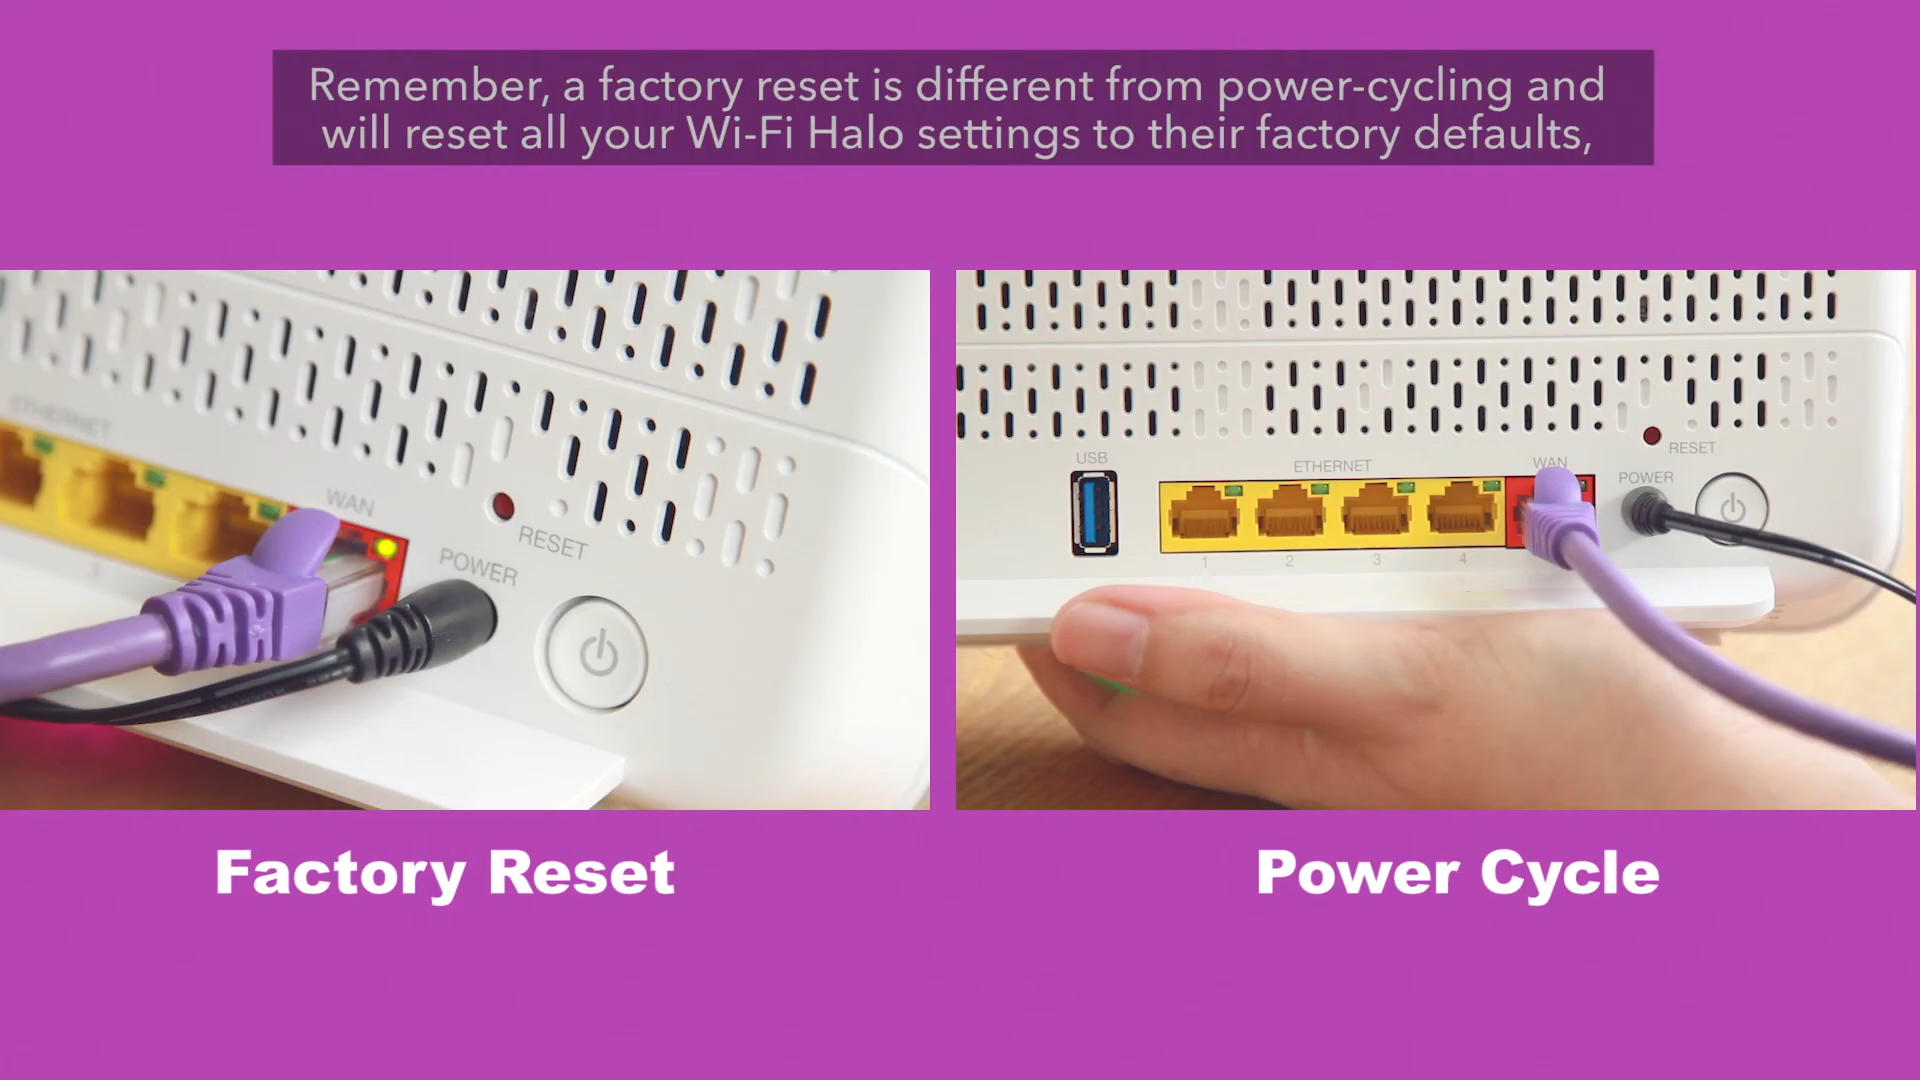 Remember, a factory reset is different from power-cycling and
will reset all your Wi-Fi Halo settings to their factory defaults,
ETHERNET
WAN
RESET
POWER
USB
ETHERNET
WAN
RESET
POWER
1 2 3 4
Factory Reset
Power Cycle